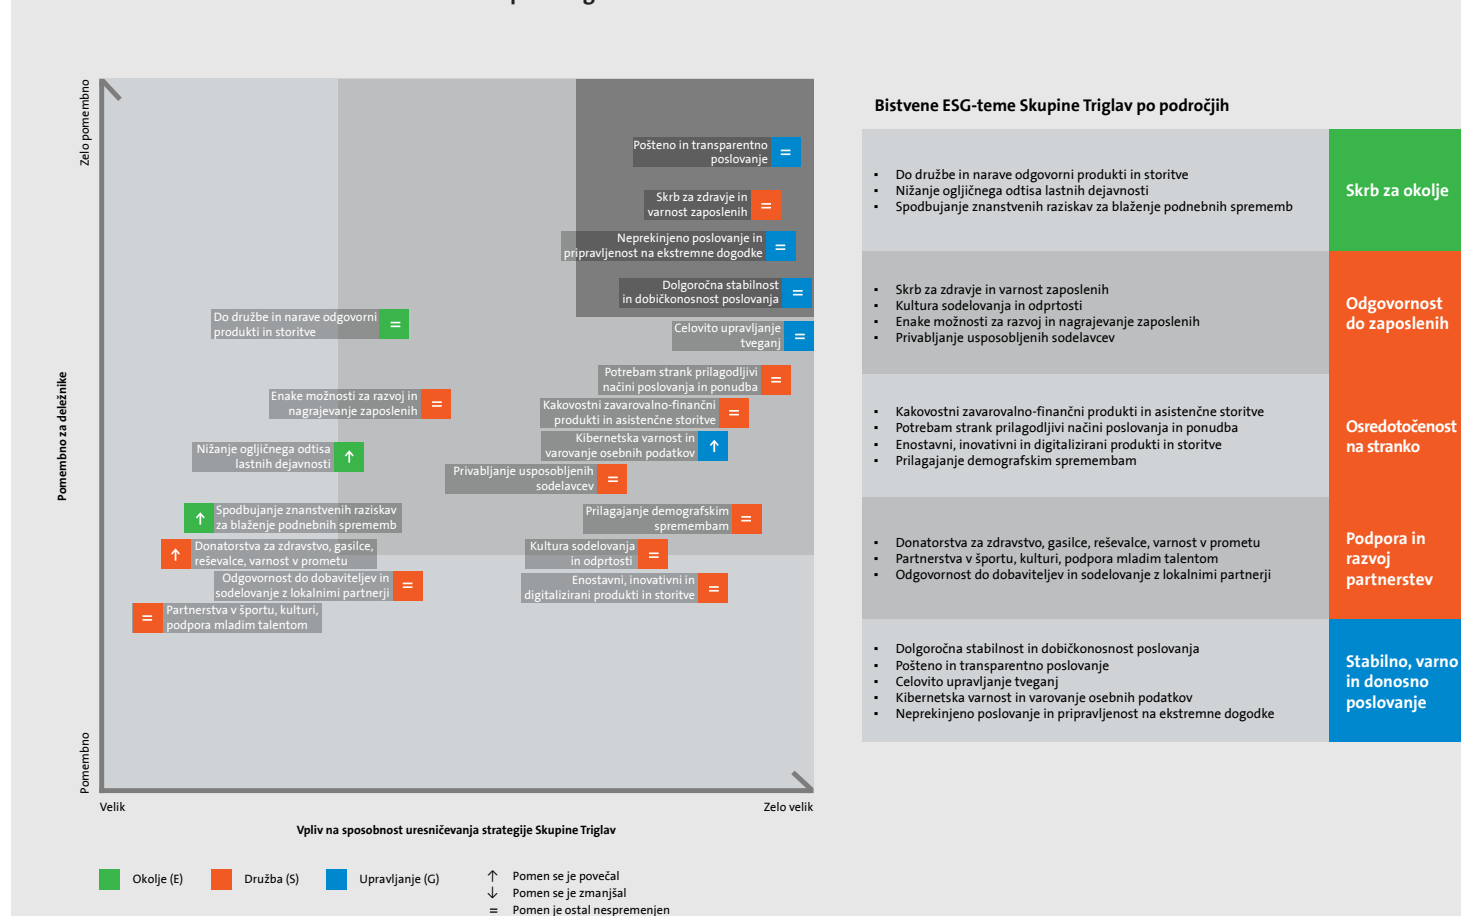 Zelo pomembno
Pomembno za deležnike
Pomembno
Pošteno in transparentno
poslovanje
=
Skrb za zdravje in
varnost zaposlenih
=
Neprekinjeno poslovanje in
pripravljenost na ekstremne dogodke
=
Dolgoročna stabilnost
in dobičkonosnost poslovanja
=
Do družbe in narave odgovorni
produkti in storitve
=
Celovito upravljanje
tveganj
=
Potrebam strank prilagodljivi
načini poslovanja in ponudba
=
Enake možnosti za razvoj in
nagrajevanje zaposlenih
=
Kakovostni zavarovalno-finančni
produkti in asistenčne storitve
=
Kibernetska varnost in
varovanje osebnih podatkov
↑
Nižanje ogljičnega odtisa
lastnih dejavnosti
↑
Privabljanje usposobljenih
sodelavcev
=
↑
Spodbujanje znanstvenih raziskav
za blaženje podnebnih sprememb
Prilagajanje demografskim
spremembam
=
↑
Donatorstva za zdravstvo, gasilce,
reševalce, varnost v prometu
Kultura sodelovanja
in odprtosti
=
Odgovornost do dobaviteljev in
sodelovanje z lokalnimi partnerji
=
Enostavni, inovativni in
digitalizirani produkti in storitve
=
=
Partnerstva v športu, kulturi,
podpora mladim talentom
Velik
Zelo velik
Vpliv na sposobnost uresničevanja strategije Skupine Triglav
Okolje (E)
Družba (S)
Upravljanje (G)
↑ Pomen se je povečal
↓ Pomen se je zmanjšal
= Pomen je ostal nespremenjen
Bistvene ESG-teme Skupine Triglav po področjih
▪ Do družbe in narave odgovorni produkti in storitve
▪ Nižanje ogljičnega odtisa lastnih dejavnosti
▪ Spodbujanje znanstvenih raziskav za blaženje podnebnih sprememb
Skrb za okolje
▪ Skrb za zdravje in varnost zaposlenih
▪ Kultura sodelovanja in odprtosti
▪ Enake možnosti za razvoj in nagrajevanje zaposlenih
▪ Privabljanje usposobljenih sodelavcev
Odgovornost
do zaposlenih
▪ Kakovostni zavarovalno-finančni produkti in asistenčne storitve
▪ Potrebam strank prilagodljivi načini poslovanja in ponudba
▪ Enostavni, inovativni in digitalizirani produkti in storitve
▪ Prilagajanje demografskim spremembam
Osredotočenost
na stranko
▪ Donatorstva za zdravstvo, gasilce, reševalce, varnost v prometu
▪ Partnerstva v športu, kulturi, podpora mladim talentom
▪ Odgovornost do dobaviteljev in sodelovanje z lokalnimi partnerji
Podpora in
razvoj
partnerstev
▪ Dolgoročna stabilnost in dobičkonosnost poslovanja
▪ Pošteno in transparentno poslovanje
▪ Celovito upravljanje tveganj
▪ Kibernetska varnost in varovanje osebnih podatkov
▪ Neprekinjeno poslovanje in pripravljenost na ekstremne dogodke
Stabilno, varno
in donosno
poslovanje